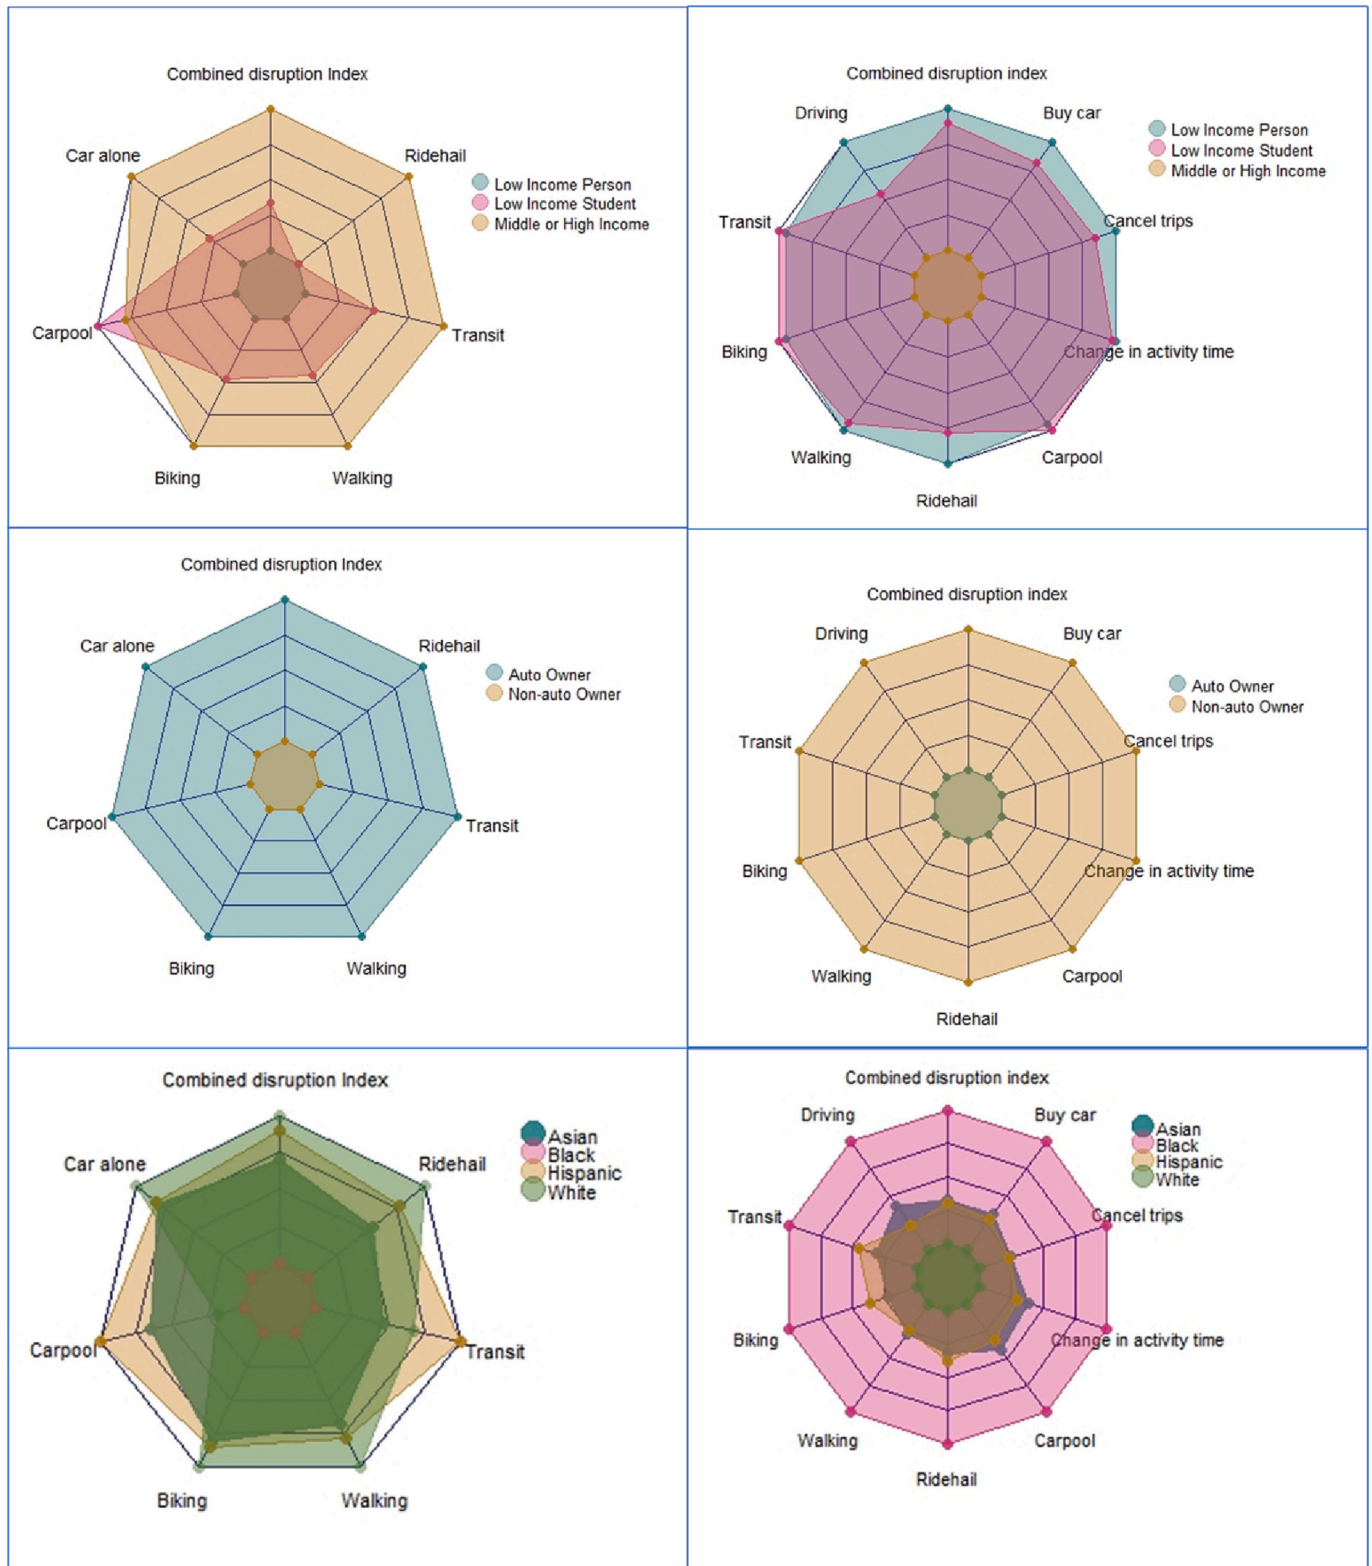 Combined disruption Index
Car alone
Ridehail
Low Income Person
Low Income Student
Middle or High Income
Carpool
Transit
Biking
Walking
Combined disruption index
Driving
Buy car
Low Income Person
Low Income Student
Middle or High Income
Transit
Cancel trips
Biking
Change in activity time
Walking
Carpool
Ridehail
Combined disruption Index
Car alone
Ridehail
Auto Owner
Non-auto Owner
Carpool
Transit
Biking
Walking
Combined disruption index
Driving
Buy car
Auto Owner
Non-auto Owner
Transit
Cancel trips
Biking
Change in activity time
Walking
Carpool
Ridehail
Combined disruption Index
Car alone
Ridehail
Asian
Black
Hispanic
White
Carpool
Transit
Biking
Walking
Combined disruption index
Driving
Buy car
Asian
Black
Hispanic
White
Transit
Cancel trips
Biking
Change in activity time
Walking
Carpool
Ridehail